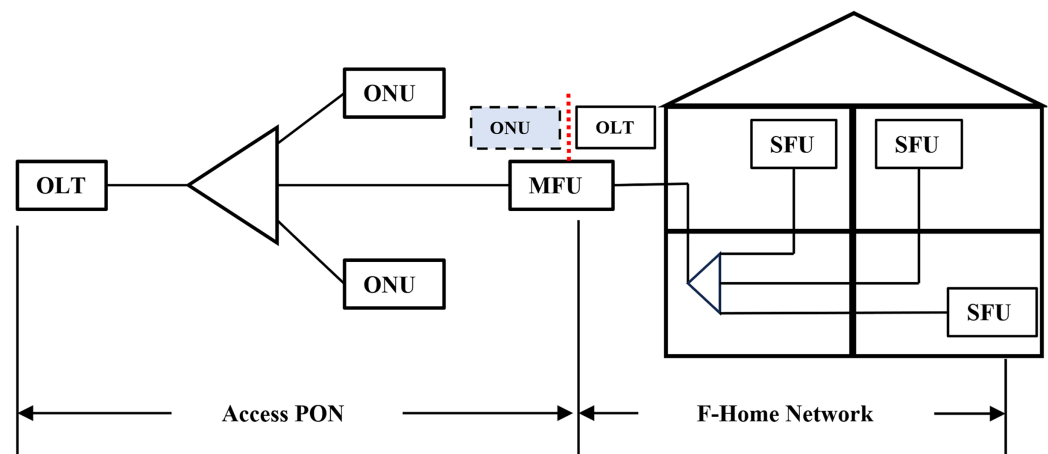 ONU
ONU
OLT
SFU
SFU
OLT
MFU
ONU
SFU
Access PON
F-Home Network